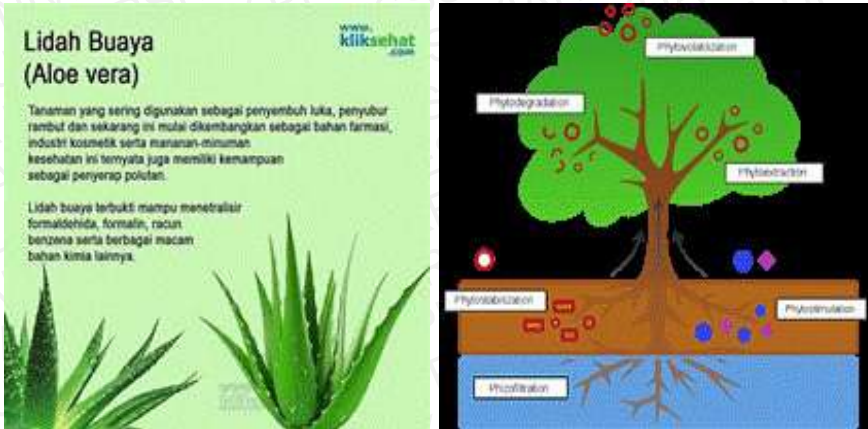 Lidah Buaya
(Aloe vera)
www.
kliksehat
.com
Tanaman yang sering digunakan sebagai penyembuh luka, penyubur
rambut dan sekarang ini mulai dikembangkan sebagai bahan farmasi,
industri kosmetik serta mananan-minuman
kesehatan ini ternyata juga memiliki kemampuan
sebagai penyerap polutan.
Lidah buaya terbukti mampu menetralisir
formaldehida, formalin, racun
benzena serta berbagai macam
bahan kimia lainnya.
Phytovolatilization
Phytodegradation
Phytoextraction
Phytostabilization
Phytostimulation
Rhizofiltration